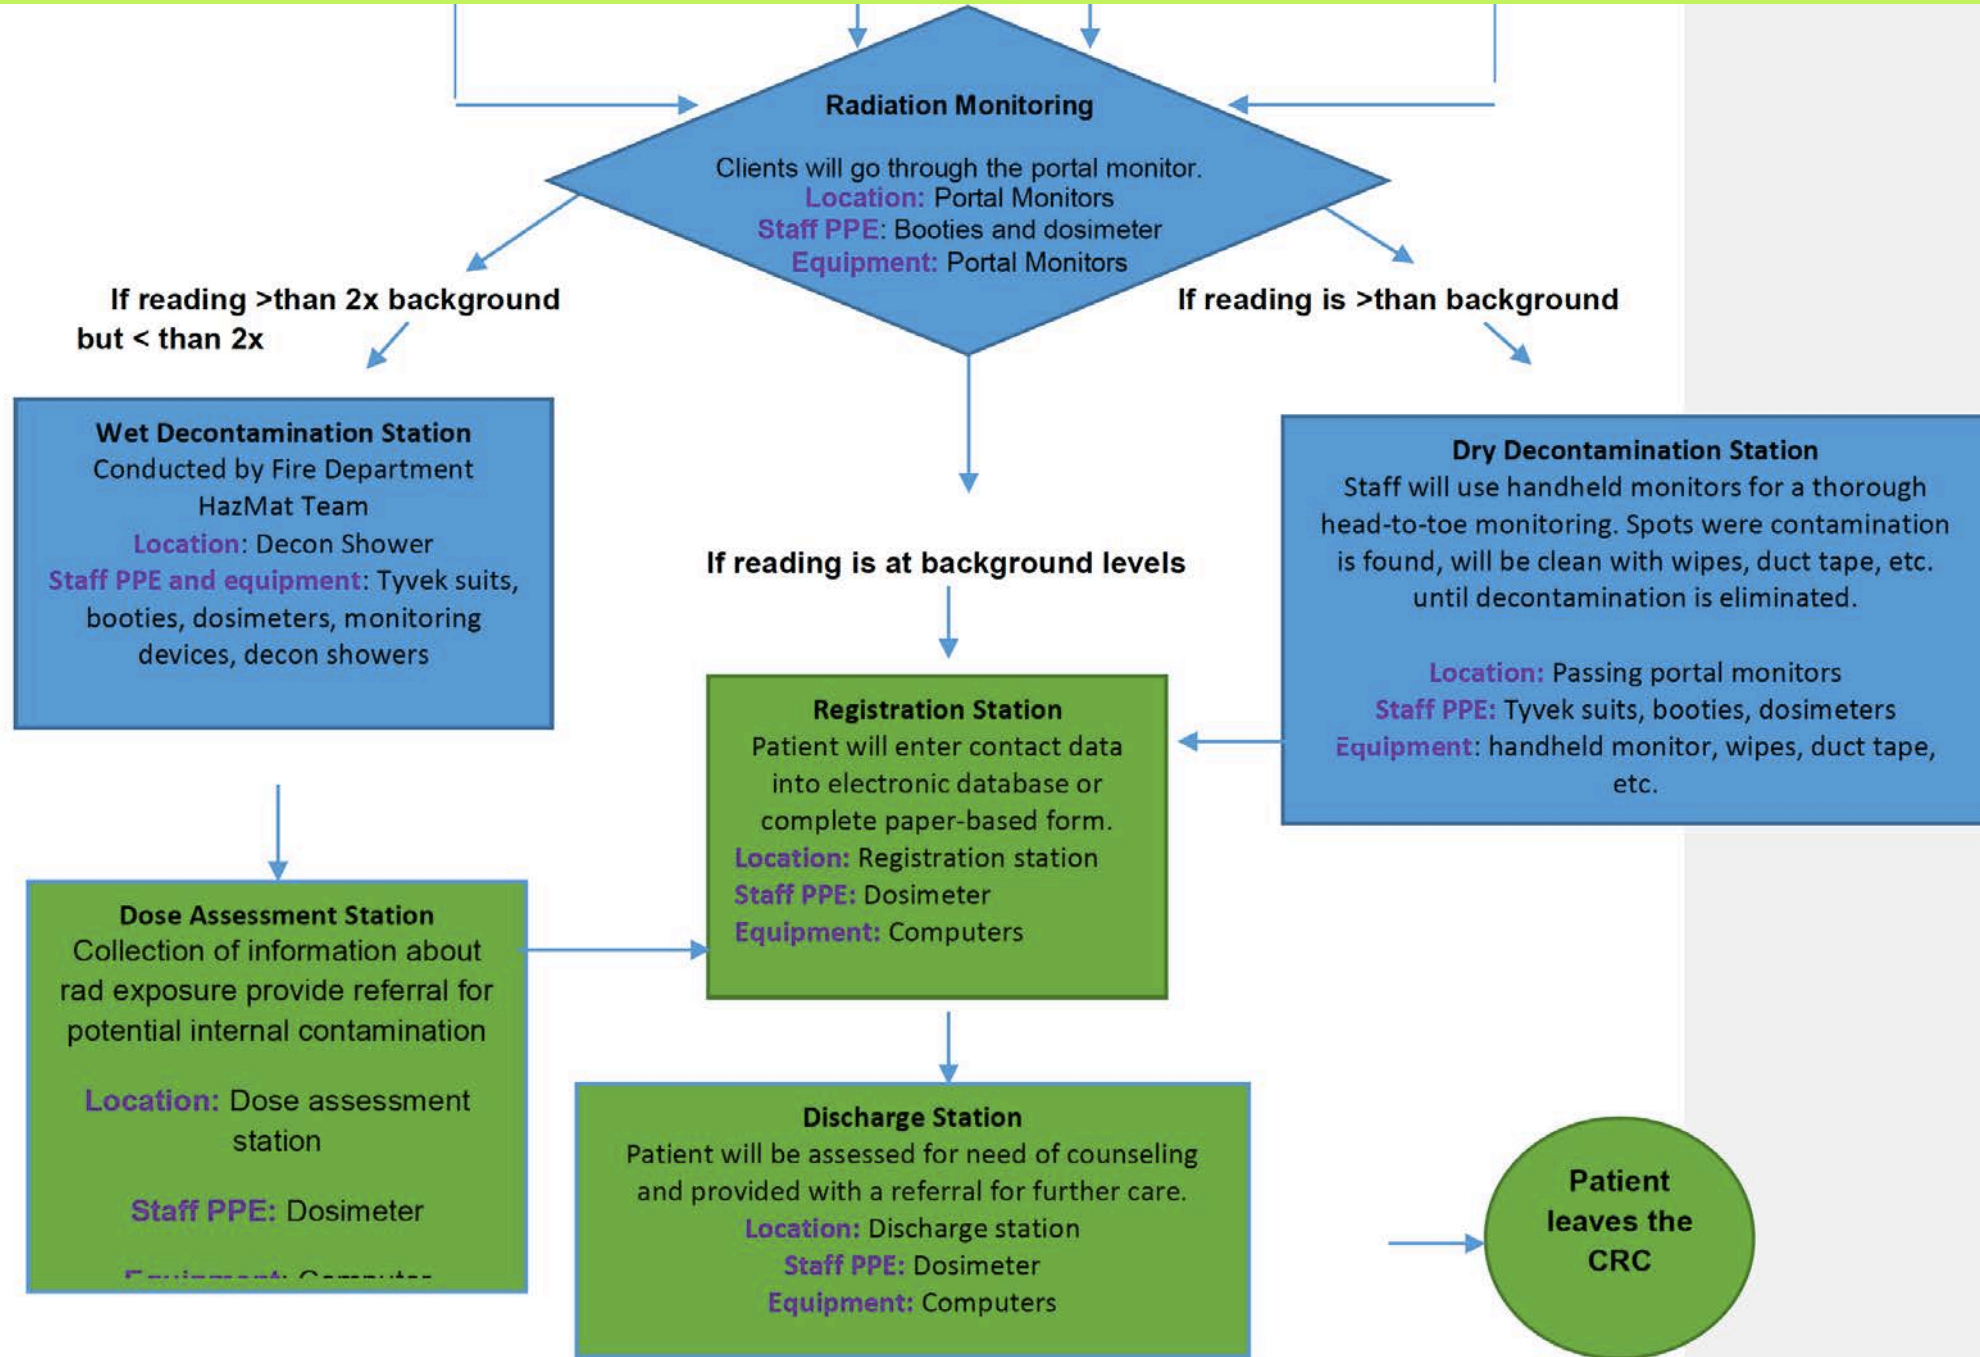 Radiation Monitoring
Clients will go through the portal monitor.
Location: Portal Monitors
Staff PPE: Booties and dosimeter
Equipment: Portal Monitors
If reading >than 2x background
but < than 2x
If reading is >than background
Wet Decontamination Station
Conducted by Fire Department
HazMat Team
Location: Decon Shower
Staff PPE and equipment: Tyvek suits,
booties, dosimeters, monitoring
devices, decon showers
If reading is at background levels
Dry Decontamination Station
Staff will use handheld monitors for a thorough
head-to-toe monitoring. Spots were contamination
is found, will be clean with wipes, duct tape, etc.
until decontamination is eliminated.
Location: Passing portal monitors
Staff PPE: Tyvek suits, booties, dosimeters
Equipment: handheld monitor, wipes, duct tape,
etc.
Registration Station
Patient will enter contact data
into electronic database or
complete paper-based form.
Location: Registration station
Staff PPE: Dosimeter
Equipment: Computers
Dose Assessment Station
Collection of information about
rad exposure provide referral for
potential internal contamination
Location: Dose assessment
station
Staff PPE: Dosimeter
Equipment: Computer
Discharge Station
Patient will be assessed for need of counseling
and provided with a referral for further care.
Location: Discharge station
Staff PPE: Dosimeter
Equipment: Computers
Patient
leaves the
CRC